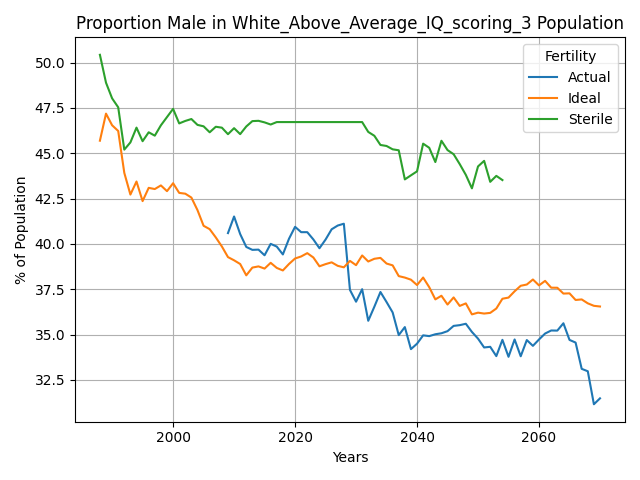 Proportion Male in White_Above_Average_IQ_scoring_3 Population
Fertility
Actual
Ideal
Sterile
% of Population
50.0
47.5
45.0
42.5
40.0
37.5
35.0
32.5
2000
2020
2040
2060
Years